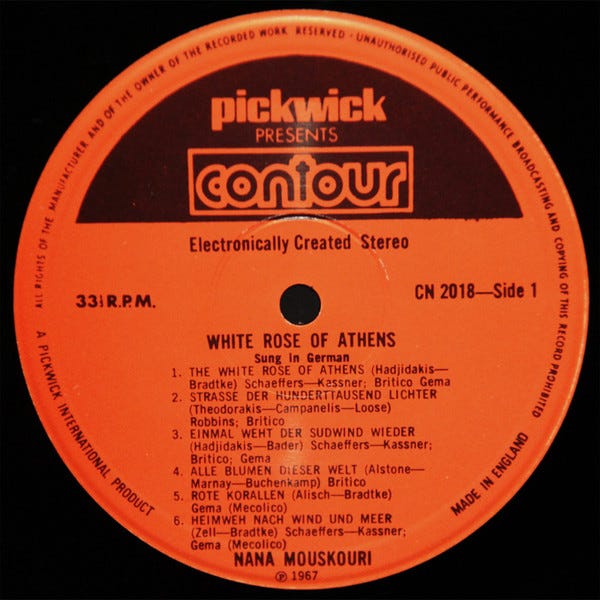 ALL RIGHTS OF THE MANUFACTURER AND OF THE OWNER OF THE RECORDED WORK RESERVED · UNAUTHORISED PUBLIC PERFORMANCE BROADCASTING AND COPYING OF THIS RECORD PROHIBITED
pickwick
PRESENTS
contour
Electronically Created Stereo
33⅓ R.P.M.
CN 2018—Side 1
WHITE ROSE OF ATHENS
Sung in German
1. THE WHITE ROSE OF ATHENS (Hadjidakis—
Bradtke) Schaeffers—Kassner; Britico Gema
2. STRASSE DER HUNDERTTAUSEND LICHTER
(Theodorakis—Campanelis—Loose)
Robbins; Britico
3. EINMAL WEHT DER SUDWIND WIEDER
(Hadjidakis—Bader) Schaeffers—Kassner;
Britico; Gema
4. ALLE BLUMEN DIESER WELT (Alstone—
Marnay—Buchenkamp) Britico
5. ROTE KORALLEN (Alisch—Bradtke)
Gema (Mecolico)
6. HEIMWEH NACH WIND UND MEER
(Zell—Bradtke) Schaeffers—Kassner;
Gema (Mecolico)
NANA MOUSKOURI
℗ 1967
A PICKWICK INTERNATIONAL PRODUCT
MADE IN ENGLAND